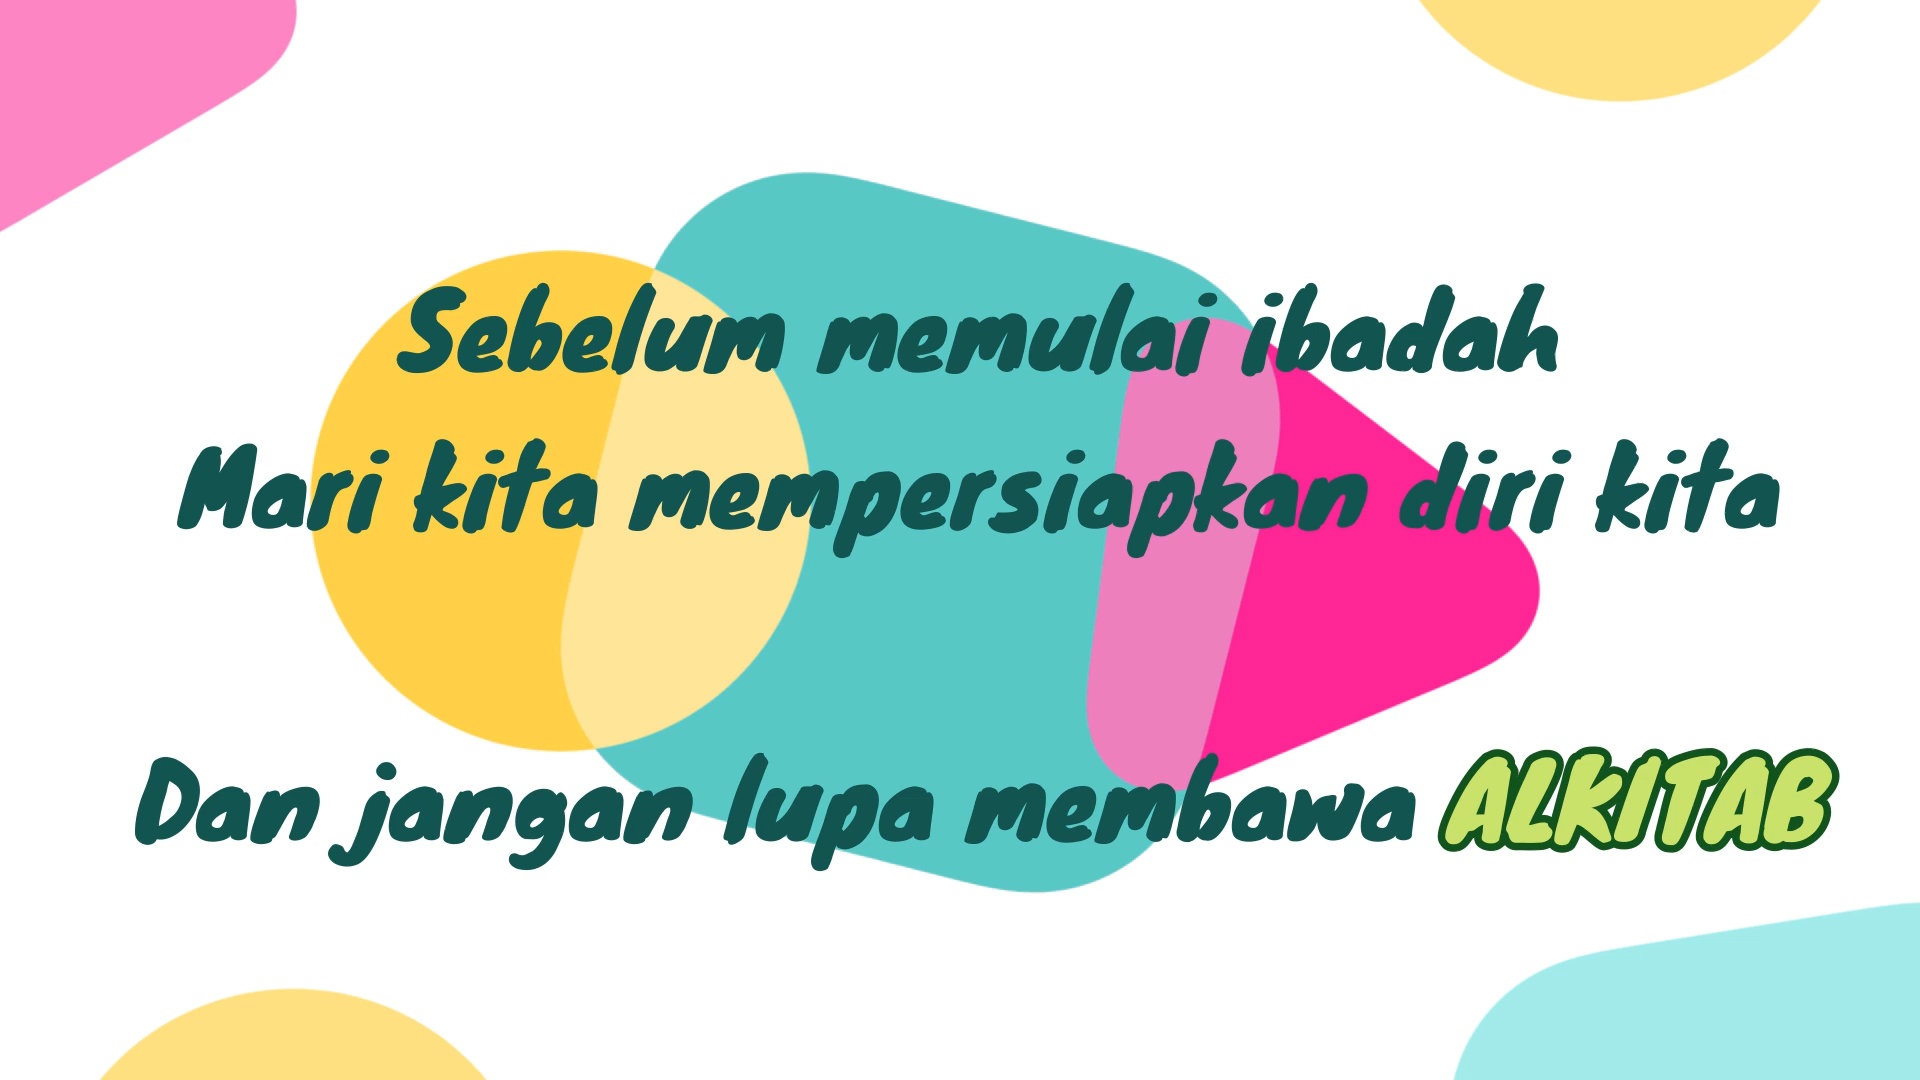 Sebelum memulai ibadah
Mari kita mempersiapkan diri kita
Dan jangan lupa membawa ALKITAB